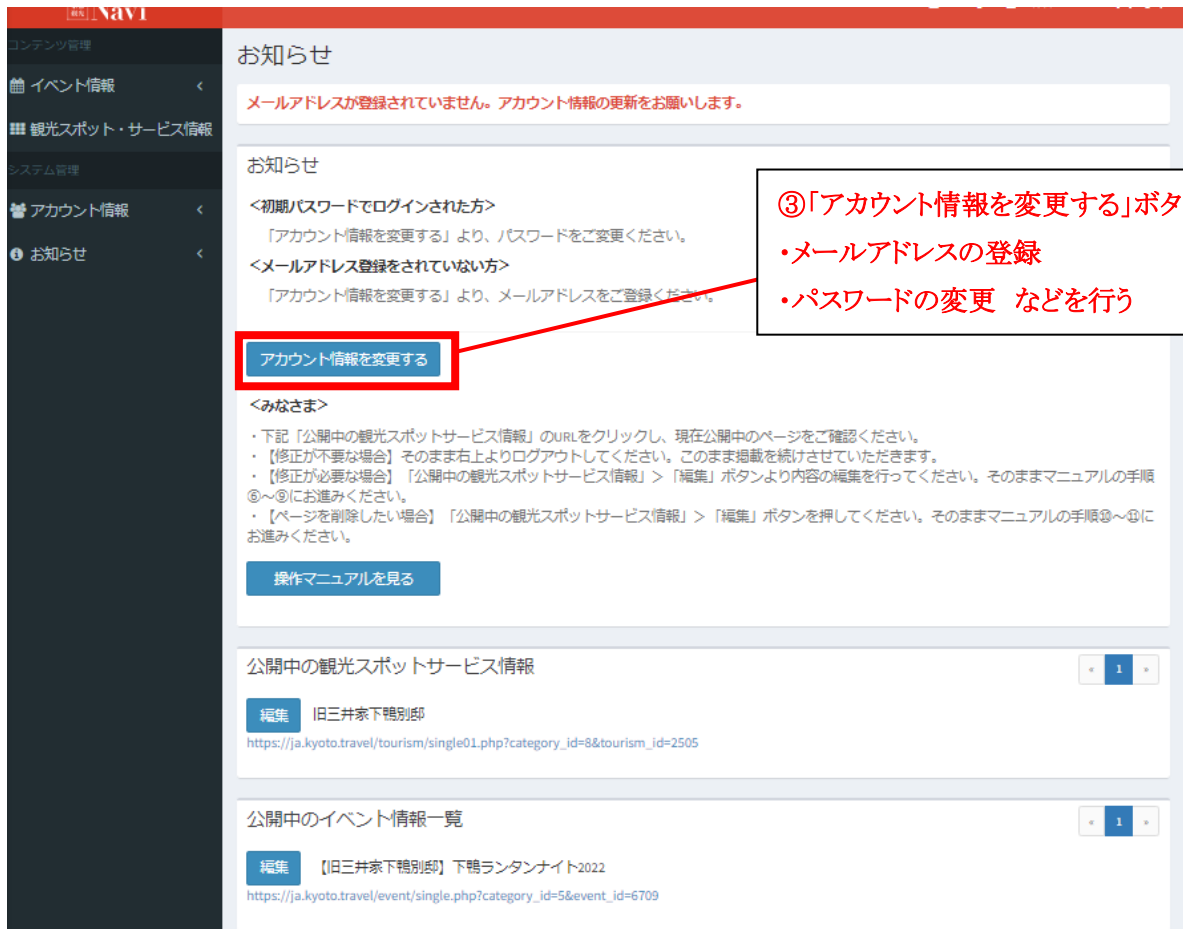 Navi
コンテンツ管理
イベント情報
観光スポット・サービス情報
システム管理
アカウント情報
お知らせ
お知らせ
メールアドレスが登録されていません。アカウント情報の更新をお願いします。
お知らせ
<初期パスワードでログインされた方>
「アカウント情報を変更する」より、パスワードをご変更ください。
<メールアドレス登録をされていない方>
「アカウント情報を変更する」より、メールアドレスをご登録ください。
③「アカウント情報を変更する」ボタ
・メールアドレスの登録
・パスワードの変更 などを行う
アカウント情報を変更する
<みなさま>
・下記「公開中の観光スポットサービス情報」のURLをクリックし、現在公開中のページをご確認ください。
・【修正が不要な場合】そのまま右上よりログアウトしてください。このまま掲載を続けさせていただきます。
・【修正が必要な場合】「公開中の観光スポットサービス情報」>「編集」ボタンより内容の編集を行ってください。そのままマニュアルの手順
⑥~⑨にお進みください。
・【ページを削除したい場合】「公開中の観光スポットサービス情報」>「編集」ボタンを押してください。そのままマニュアルの手順⑩~⑪に
お進みください。
操作マニュアルを見る
公開中の観光スポットサービス情報
« 1 »
編集 旧三井家下鴨別邸
https://ja.kyoto.travel/tourism/single01.php?category_id=8&tourism_id=2505
公開中のイベント情報一覧
« 1 »
編集 【旧三井家下鴨別邸】下鴨ランタンナイト2022
https://ja.kyoto.travel/event/single.php?category_id=5&event_id=6709